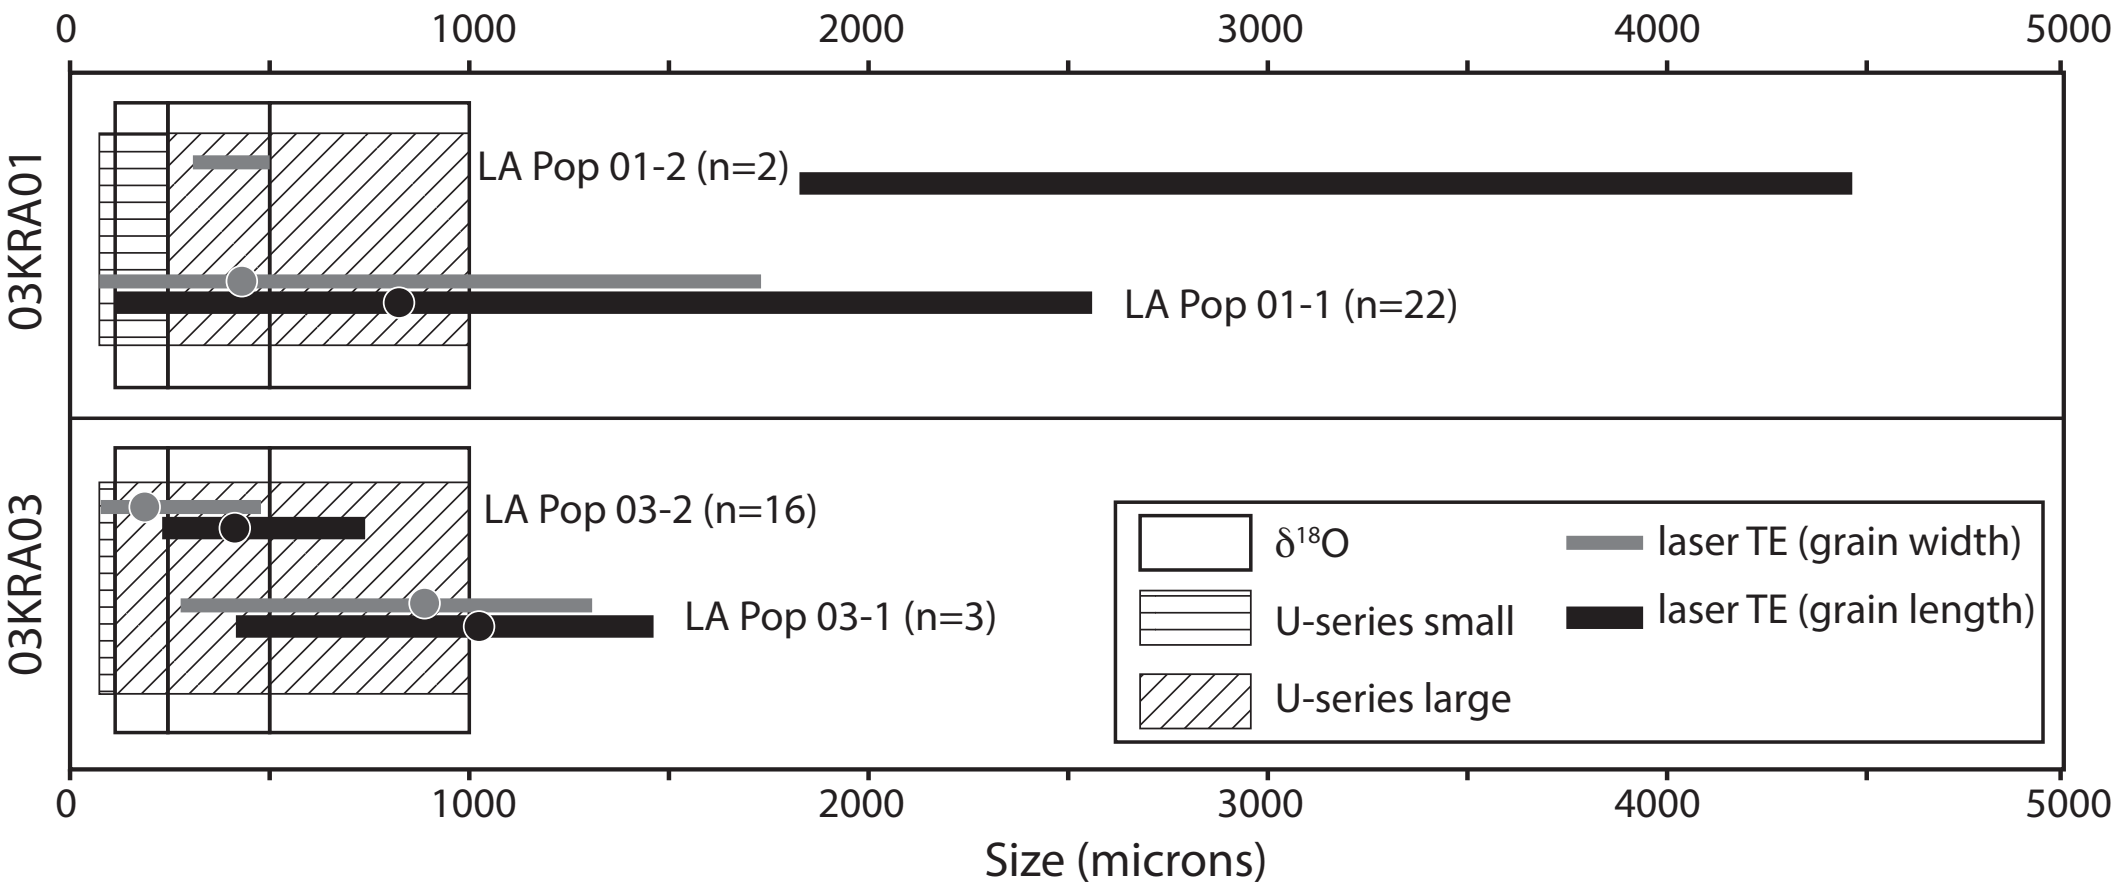 0 1000 2000 3000 4000 5000
03KRA01
LA Pop 01-2 (n=2)
LA Pop 01-1 (n=22)
03KRA03
LA Pop 03-2 (n=16)
LA Pop 03-1 (n=3)
δ¹⁸O
U-series small
U-series large
laser TE (grain width)
laser TE (grain length)
0 1000 2000 3000 4000 5000
Size (microns)